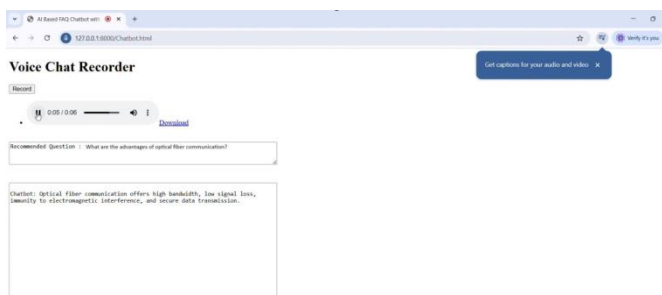 AI Based FAQ Chatbot with
127.0.0.1:8000/Chatbot.html
Verify it's you
Get captions for your audio and video
Voice Chat Recorder
Record
0:05 / 0:06
Download
Recommended Question : What are the advantages of optical fiber communication?
Chatbot: Optical fiber communication offers high bandwidth, low signal loss,
immunity to electromagnetic interference, and secure data transmission.